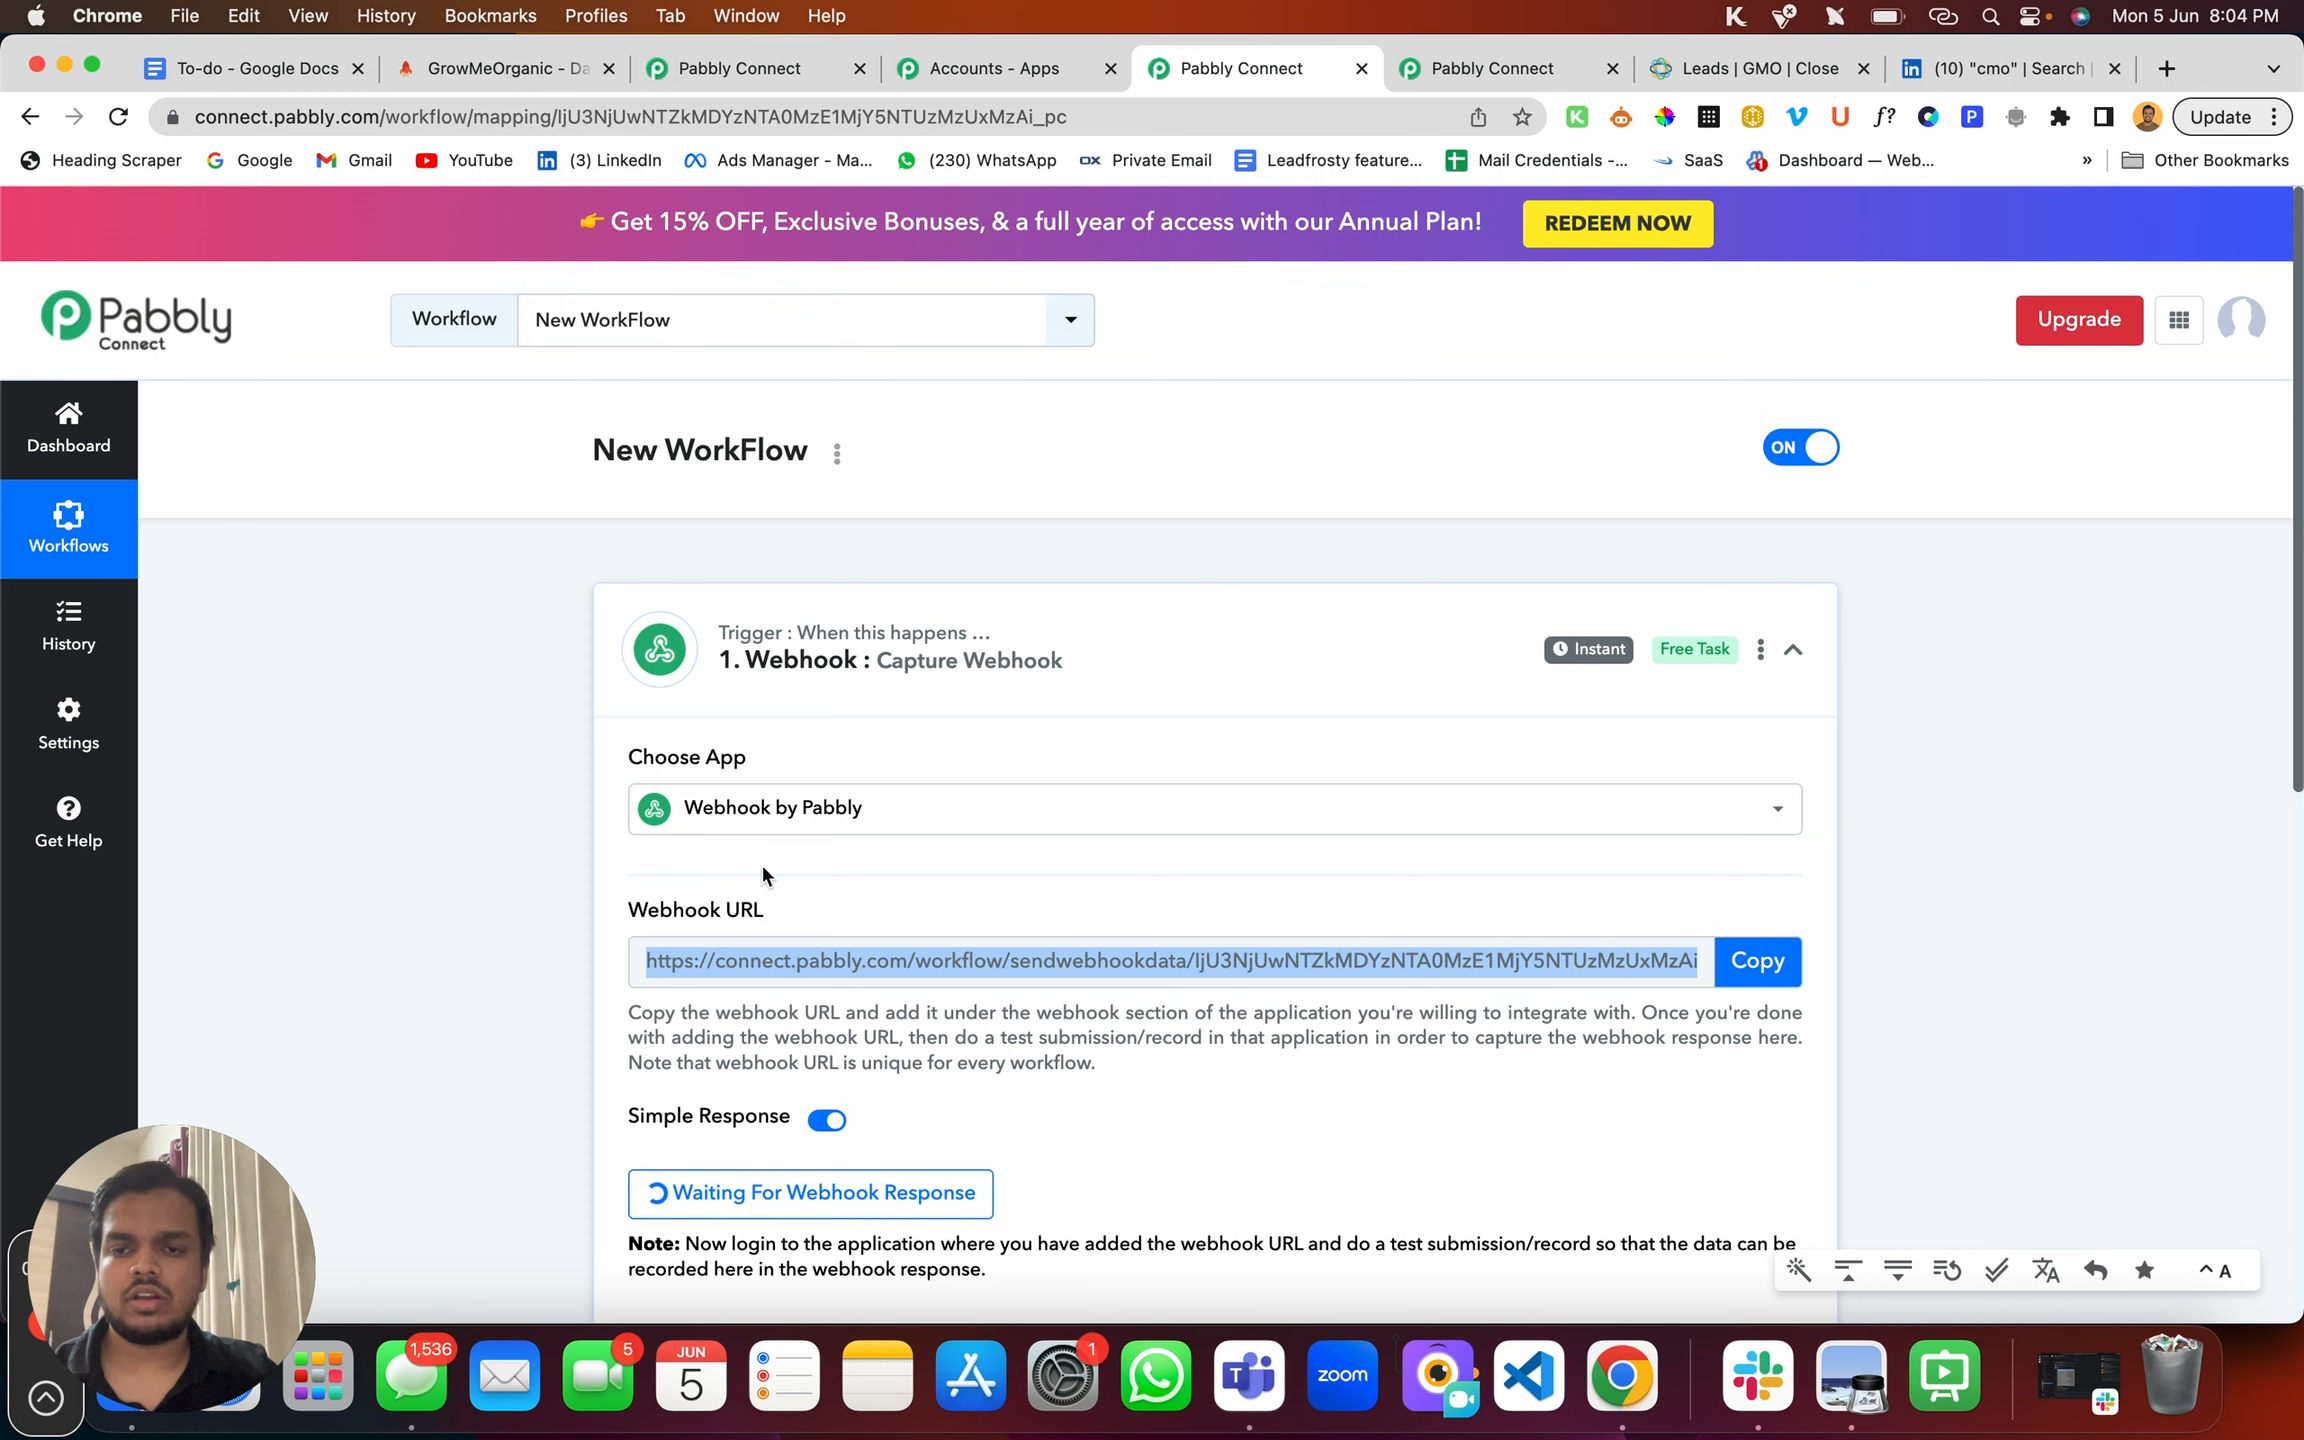 Chrome File Edit View History Bookmarks Profiles Tab Window Help Mon 5 Jun 8:04 PM
To-do - Google Docs GrowMeOrganic - Da Pabbly Connect Accounts - Apps Pabbly Connect Pabbly Connect Leads | GMO | Close (10) "cmo" | Search |
connect.pabbly.com/workflow/mapping/IjU3NjUwNTZkMDYzNTA0MzE1MjY5NTUzMzUxMzAi_pc Update
Heading Scraper Google Gmail YouTube (3) LinkedIn Ads Manager - Ma... (230) WhatsApp Private Email Leadfrosty feature... Mail Credentials -... SaaS Dashboard — Web... » Other Bookmarks
👉 Get 15% OFF, Exclusive Bonuses, & a full year of access with our Annual Plan! REDEEM NOW
Pabbly
Connect
Workflow New WorkFlow Upgrade
Dashboard
Workflows
History
Settings
Get Help
New WorkFlow ON
Trigger : When this happens ...
1. Webhook : Capture Webhook Instant Free Task
Choose App
Webhook by Pabbly
Webhook URL
https://connect.pabbly.com/workflow/sendwebhookdata/IjU3NjUwNTZkMDYzNTA0MzE1MjY5NTUzMzUxMzAi Copy
Copy the webhook URL and add it under the webhook section of the application you're willing to integrate with. Once you're done
with adding the webhook URL, then do a test submission/record in that application in order to capture the webhook response here.
Note that webhook URL is unique for every workflow.
Simple Response
Waiting For Webhook Response
Note: Now login to the application where you have added the webhook URL and do a test submission/record so that the data can be
recorded here in the webhook response.
A
1,536 5 JUN 5 1 zoom